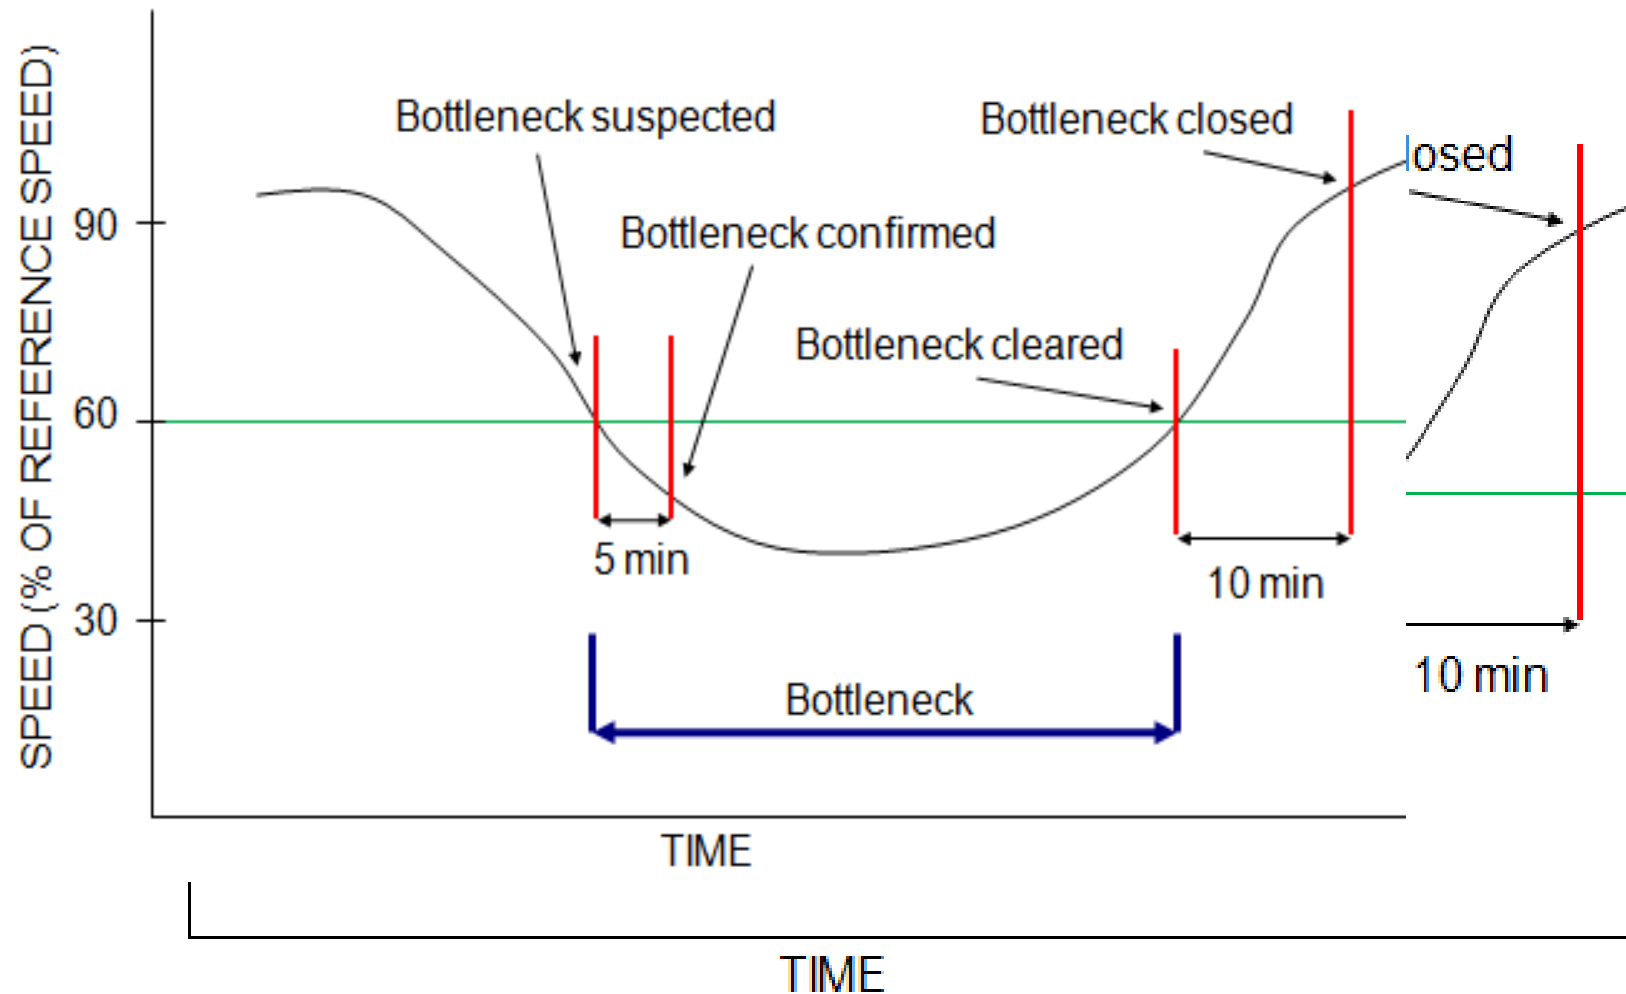 SPEED (% OF REFERENCE SPEED)
Bottleneck suspected
Bottleneck closed
losed
90
Bottleneck confirmed
Bottleneck cleared
60
5 min
10 min
30
10 min
Bottleneck
TIME
TIME